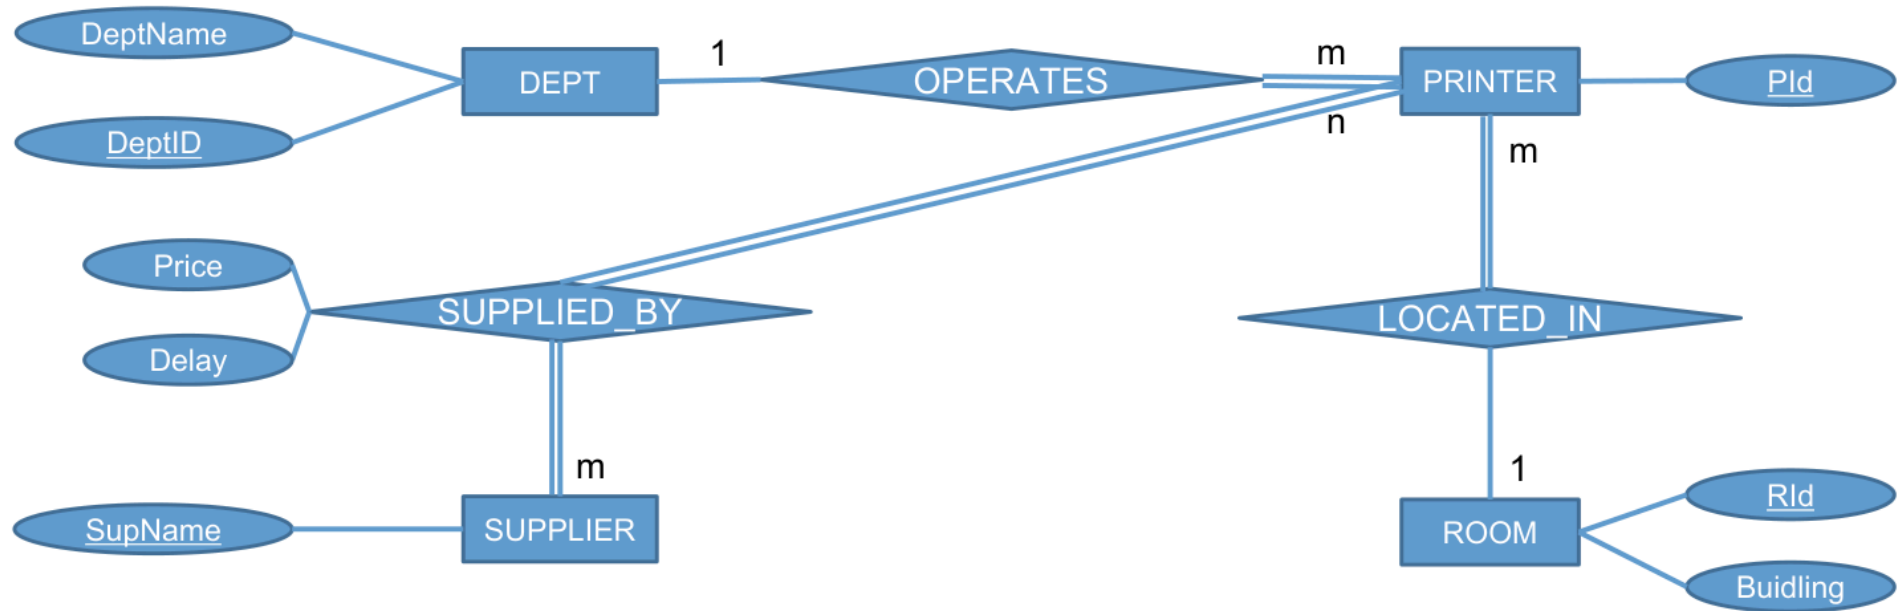 DeptName
DEPT
1
OPERATES
m
PRINTER
PId
DeptID
n
m
Price
SUPPLIED_BY
LOCATED_IN
Delay
m
1
SupName
SUPPLIER
ROOM
RId
Buidling